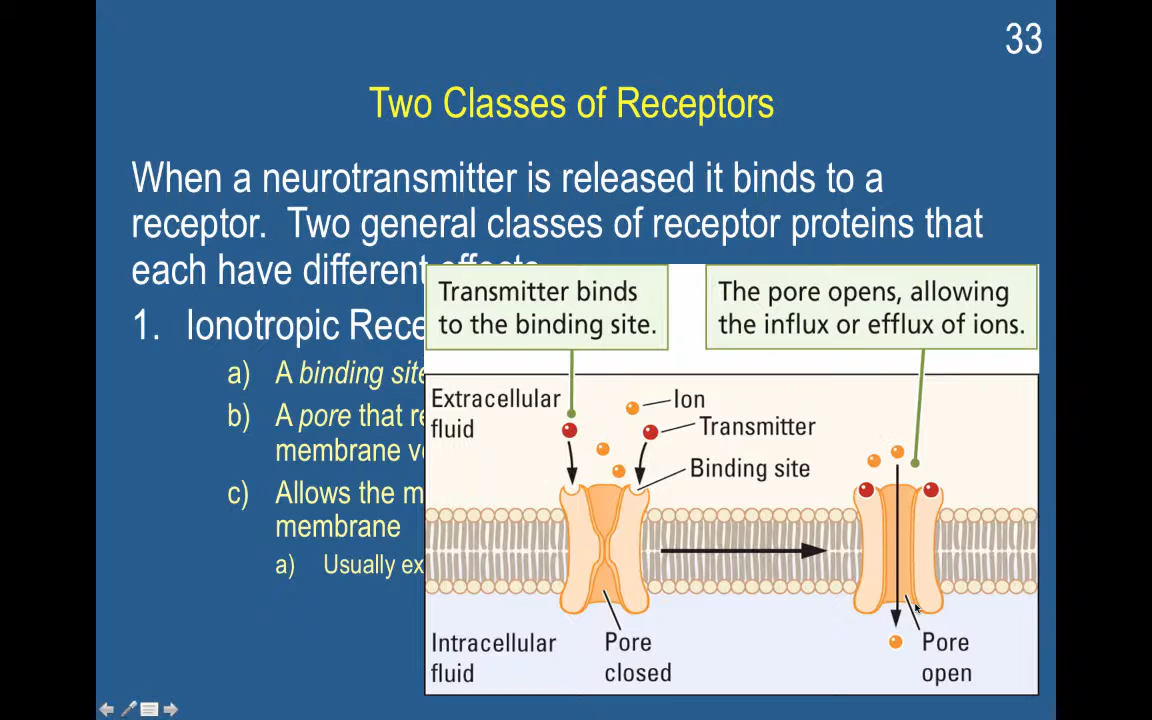 33
Two Classes of Receptors
When a neurotransmitter is released it binds to a
receptor. Two general classes of receptor proteins that
each have different effects
1. Ionotropic Rece
a) A binding site
b) A pore that re
membrane v
c) Allows the m
membrane
a) Usually ex
Transmitter binds
to the binding site.
The pore opens, allowing
the influx or efflux of ions.
Extracellular
fluid
Ion
Transmitter
Binding site
Intracellular
fluid
Pore
closed
Pore
open